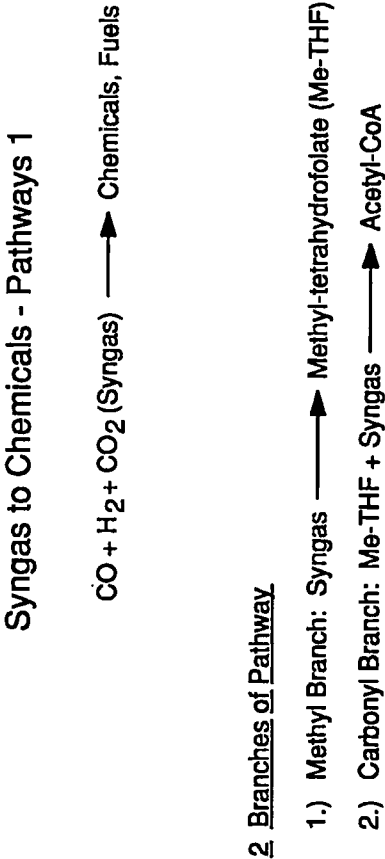 Syngas to Chemicals - Pathways 1
CO + H2 + CO2 (Syngas) ⟶ Chemicals, Fuels
2 Branches of Pathway
1.) Methyl Branch: Syngas ⟶ Methyl-tetrahydrofolate (Me-THF)
2.) Carbonyl Branch: Me-THF + Syngas ⟶ Acetyl-CoA